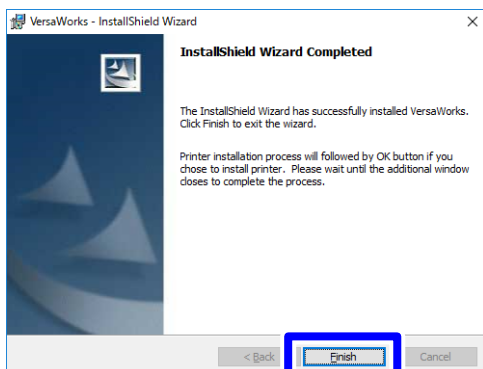 VersaWorks - InstallShield Wizard
InstallShield Wizard Completed
The InstallShield Wizard has successfully installed VersaWorks.
Click Finish to exit the wizard.
Printer installation process will followed by OK button if you
chose to install printer. Please wait until the additional window
closes to complete the process.
< Back
Finish
Cancel